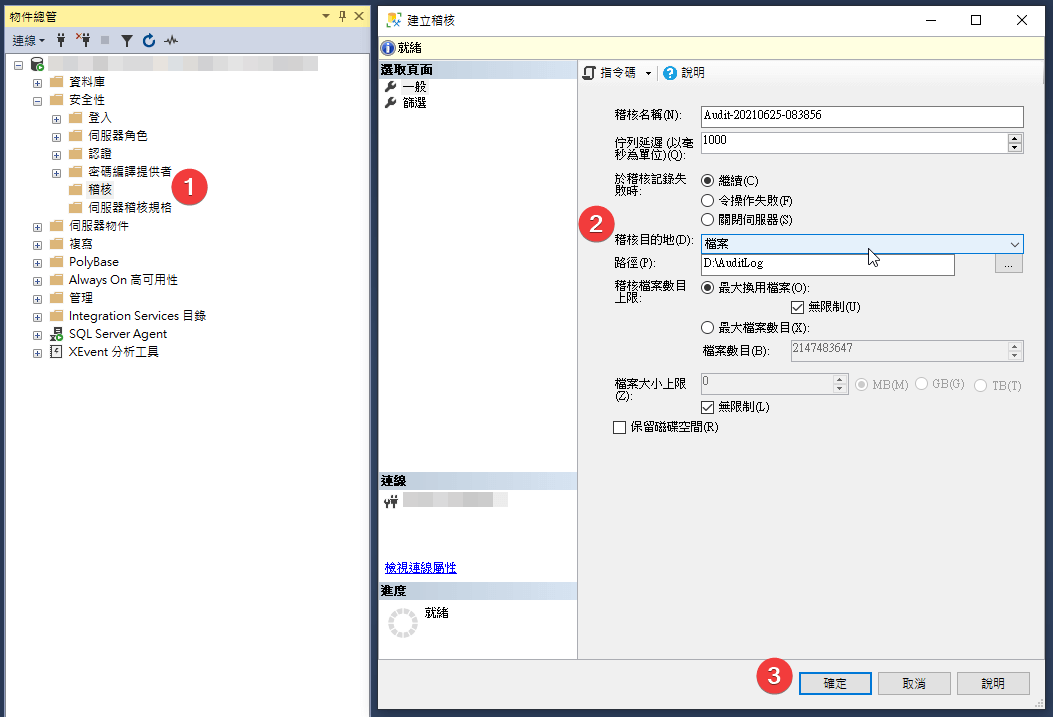 物件總管
連線
資料庫
安全性
登入
伺服器角色
認證
密碼編譯提供者
稽核
1
伺服器稽核規格
伺服器物件
複寫
PolyBase
Always On 高可用性
管理
Integration Services 目錄
SQL Server Agent
XEvent 分析工具
建立稽核
就緒
選取頁面
一般
篩選
指令碼
說明
稽核名稱(N):
Audit-20210625-083856
佇列延遲 (以毫
秒為單位)(Q):
1000
於稽核記錄失
敗時:
繼續(C)
令操作失敗(F)
關閉伺服器(S)
2
稽核目的地(D):
檔案
路徑(P):
D:\AuditLog
...
稽核檔案數目
上限:
最大換用檔案(O):
無限制(U)
最大檔案數目(X):
檔案數目(B):
2147483647
檔案大小上限
(Z):
0
MB(M)
GB(G)
TB(T)
無限制(L)
保留磁碟空間(R)
連線
檢視連線屬性
進度
就緒
3
確定
取消
說明